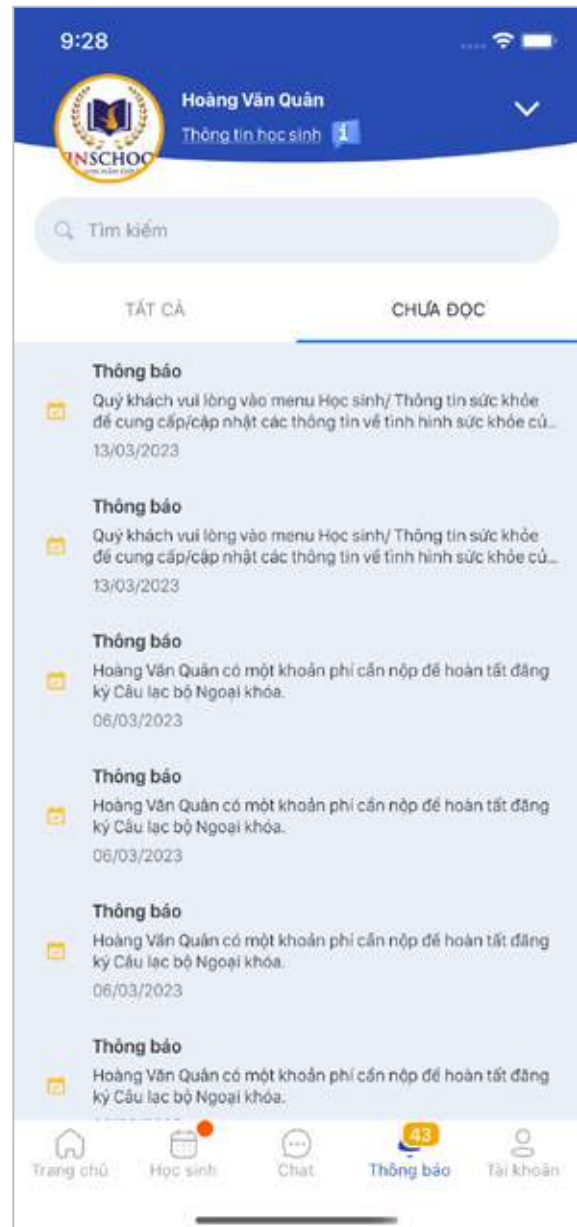 9:28
Hoàng Văn Quân
Thông tin học sinh
Tìm kiếm
TẤT CẢ
CHƯA ĐỌC
Thông báo
Quý khách vui lòng vào menu Học sinh/ Thông tin sức khỏe
để cung cấp/cập nhật các thông tin về tình hình sức khỏe củ...
13/03/2023
Thông báo
Quý khách vui lòng vào menu Học sinh/ Thông tin sức khỏe
để cung cấp/cập nhật các thông tin về tình hình sức khỏe củ...
13/03/2023
Thông báo
Hoàng Văn Quân có một khoản phí cần nộp để hoàn tất đăng
ký Câu lạc bộ Ngoại khóa.
06/03/2023
Thông báo
Hoàng Văn Quân có một khoản phí cần nộp để hoàn tất đăng
ký Câu lạc bộ Ngoại khóa.
06/03/2023
Thông báo
Hoàng Văn Quân có một khoản phí cần nộp để hoàn tất đăng
ký Câu lạc bộ Ngoại khóa.
06/03/2023
Thông báo
Hoàng Văn Quân có một khoản phí cần nộp để hoàn tất đăng
ký Câu lạc bộ Ngoại khóa.
43
Trang chủ
Học sinh
Chat
Thông báo
Tài khoản